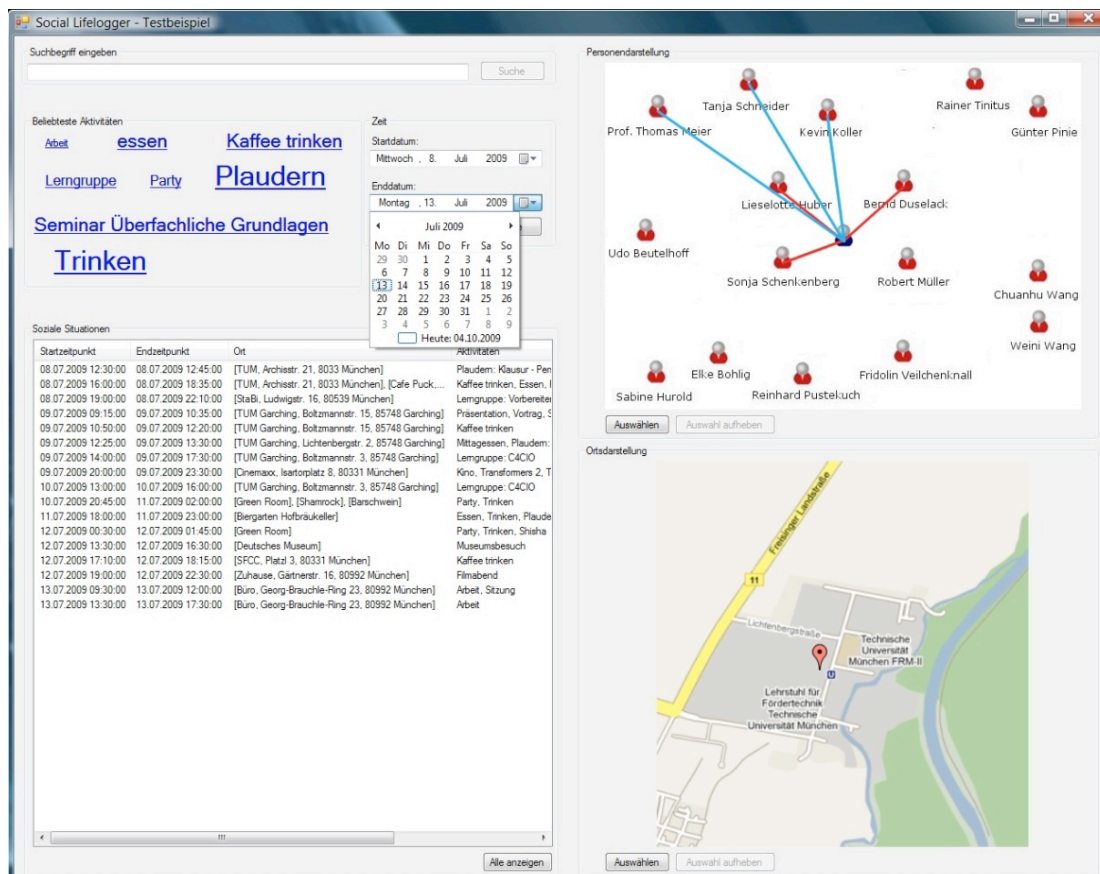 Social Lifelogger - Testbeispiel
Suchbegriff eingeben
Suche
Beliebteste Aktivitäten
Arbeit essen Kaffee trinken
Lerngruppe Party Plaudern
Seminar Überfachliche Grundlagen
Trinken
Zeit
Startdatum:
Mittwoch , 8. Juli 2009
Enddatum:
Montag , 13. Juli 2009
Juli 2009
Mo Di Mi Do Fr Sa So
29 30 1 2 3 4 5
6 7 8 9 10 11 12
13 14 15 16 17 18 19
20 21 22 23 24 25 26
27 28 29 30 31 1 2
3 4 5 6 7 8 9
Heute: 04.10.2009
Soziale Situationen
Startzeitpunkt Endzeitpunkt Ort Aktivitäten
08.07.2009 12:30:00 08.07.2009 12:45:00 [TUM, Archisstr. 21, 8033 München] Plaudern: Klausur - Pen
08.07.2009 16:00:00 08.07.2009 18:35:00 [TUM, Archisstr. 21, 8033 München], [Cafe Puck,... Kaffee trinken, Essen,
08.07.2009 19:00:00 08.07.2009 22:10:00 [StaBi, Ludwigstr. 16, 80539 München] Lerngruppe: Vorbereiter
09.07.2009 09:15:00 09.07.2009 10:35:00 [TUM Garching, Boltzmannstr. 15, 85748 Garching] Präsentation, Vortrag, S
09.07.2009 10:50:00 09.07.2009 12:20:00 [TUM Garching, Boltzmannstr. 15, 85748 Garching] Kaffee trinken
09.07.2009 12:25:00 09.07.2009 13:30:00 [TUM Garching, Lichtenbergstr. 2, 85748 Garching] Mittagessen, Plaudern:
09.07.2009 14:00:00 09.07.2009 17:30:00 [TUM Garching, Boltzmannstr. 3, 85748 Garching] Lerngruppe: C4CIO
09.07.2009 20:00:00 09.07.2009 23:30:00 [Cinemaxx, Isartorplatz 8, 80331 München] Kino, Transformers 2, T
10.07.2009 13:00:00 10.07.2009 16:00:00 [TUM Garching, Boltzmannstr. 3, 85748 Garching] Lerngruppe: C4CIO
10.07.2009 20:45:00 11.07.2009 02:00:00 [Green Room], [Shamrock], [Barschwein] Party, Trinken
11.07.2009 18:00:00 11.07.2009 23:00:00 [Biergarten Hofbräukeller] Essen, Trinken, Plaude
12.07.2009 00:30:00 12.07.2009 01:45:00 [Green Room] Party, Trinken, Shisha
12.07.2009 13:30:00 12.07.2009 16:30:00 [Deutsches Museum] Museumsbesuch
12.07.2009 17:10:00 12.07.2009 18:15:00 [SFCC, Platzl 3, 80331 München] Kaffee trinken
12.07.2009 19:00:00 12.07.2009 22:30:00 [Zuhause, Gärtnerstr. 16, 80992 München] Filmabend
13.07.2009 09:30:00 13.07.2009 12:00:00 [Büro, Georg-Brauchle-Ring 23, 80992 München] Arbeit, Sitzung
13.07.2009 13:30:00 13.07.2009 17:30:00 [Büro, Georg-Brauchle-Ring 23, 80992 München] Arbeit
Alle anzeigen
Personendarstellung
Tanja Schneider
Rainer Tinitus
Prof. Thomas Meier
Kevin Koller
Günter Pinie
Lieselotte Huber
Bernd Duselack
Udo Beutelhoff
Sonja Schenkenberg
Robert Müller
Chuanhu Wang
Weini Wang
Elke Bohlig
Fridolin Veilchenknall
Sabine Hurold
Reinhard Pustekuch
Auswählen Auswahl aufheben
Ortsdarstellung
Freisinger Landstraße
11
Lichtenbergstraße
Technische
Universität
München FRM-II
U
Lehrstuhl für
Fördertechnik
Technische
Universität München
Auswählen Auswahl aufheben